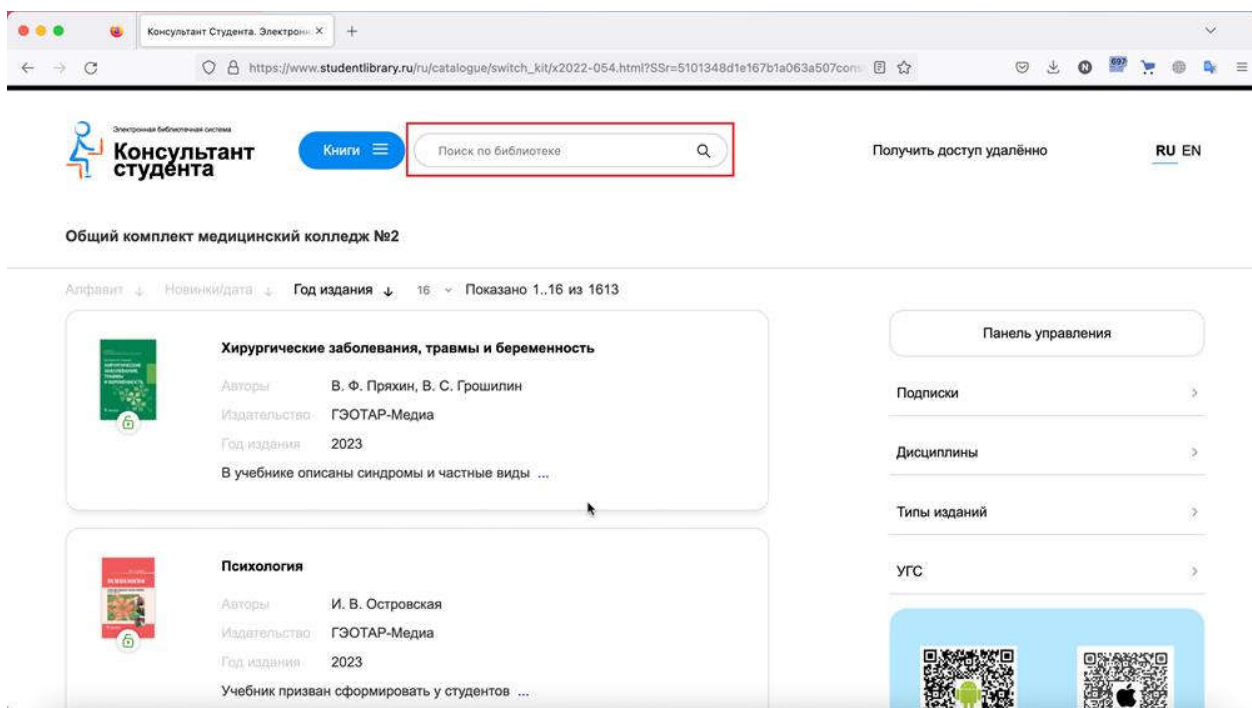 Консультант Студента. Электронн
https://www.studentlibrary.ru/ru/catalogue/switch_kit/x2022-054.html?SSr=5101348d1e167b1a063a507cons
697
Электронная библиотечная система
Консультант
студента
Книги
Поиск по библиотеке
Получить доступ удалённо
RU EN
Общий комплект медицинский колледж №2
Алфавит ↓ Новинки/дата ↓ Год издания ↓ 16 Показано 1..16 из 1613
Хирургические заболевания, травмы и беременность
Авторы В. Ф. Пряхин, В. С. Грошилин
Издательство ГЭОТАР-Медиа
Год издания 2023
В учебнике описаны синдромы и частные виды ...
Психология
Авторы И. В. Островская
Издательство ГЭОТАР-Медиа
Год издания 2023
Учебник призван сформировать у студентов ...
Панель управления
Подписки
Дисциплины
Типы изданий
УГС